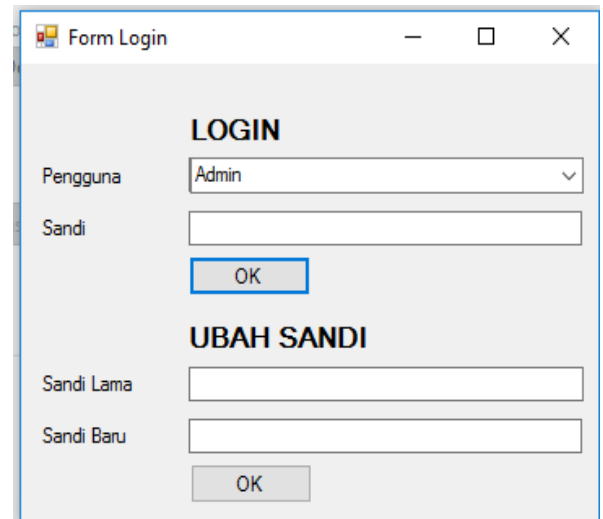 Form Login
LOGIN
Pengguna Admin
Sandi
OK
UBAH SANDI
Sandi Lama
Sandi Baru
OK